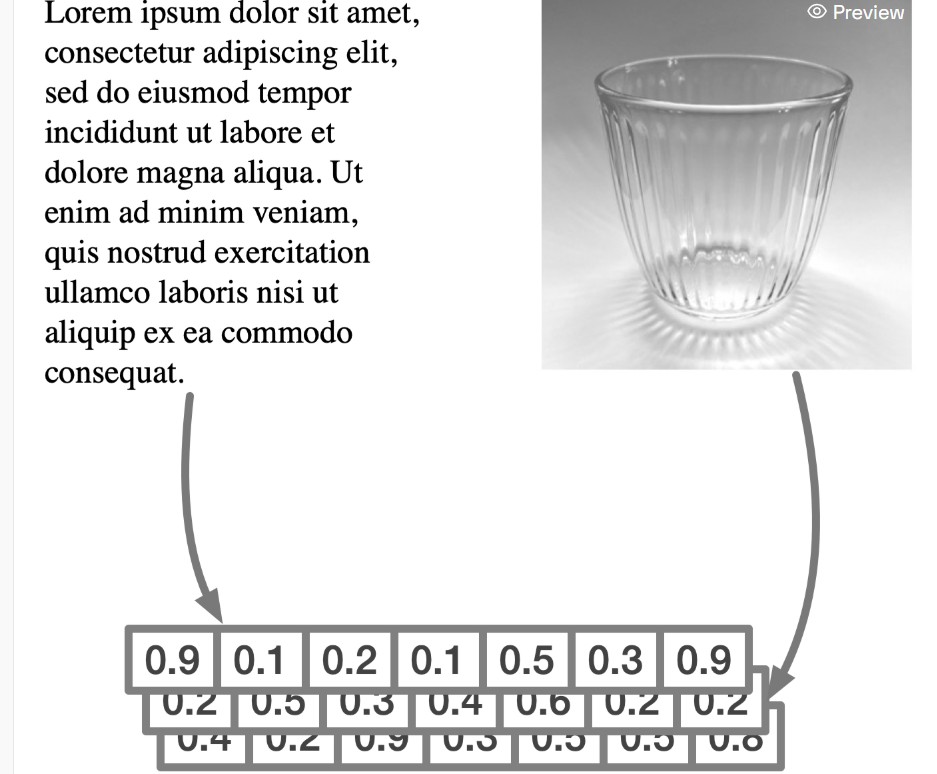 Lorem ipsum dolor sit amet,
consectetur adipiscing elit,
sed do eiusmod tempor
incididunt ut labore et
dolore magna aliqua. Ut
enim ad minim veniam,
quis nostrud exercitation
ullamco laboris nisi ut
aliquip ex ea commodo
consequat.
Preview
0.9 0.1 0.2 0.1 0.5 0.3 0.9
0.2 0.5 0.3 0.4 0.6 0.2 0.2
0.4 0.2 0.9 0.3 0.5 0.5 0.8